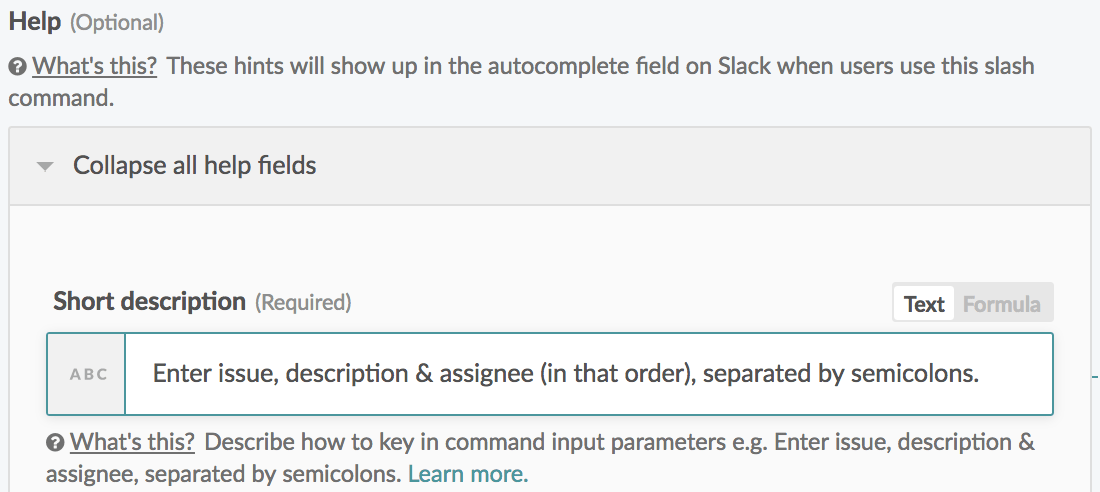 Help (Optional)
What's this? These hints will show up in the autocomplete field on Slack when users use this slash
command.
Collapse all help fields
Short description (Required)
Text Formula
ABC Enter issue, description & assignee (in that order), separated by semicolons.
What's this? Describe how to key in command input parameters e.g. Enter issue, description &
assignee, separated by semicolons. Learn more.